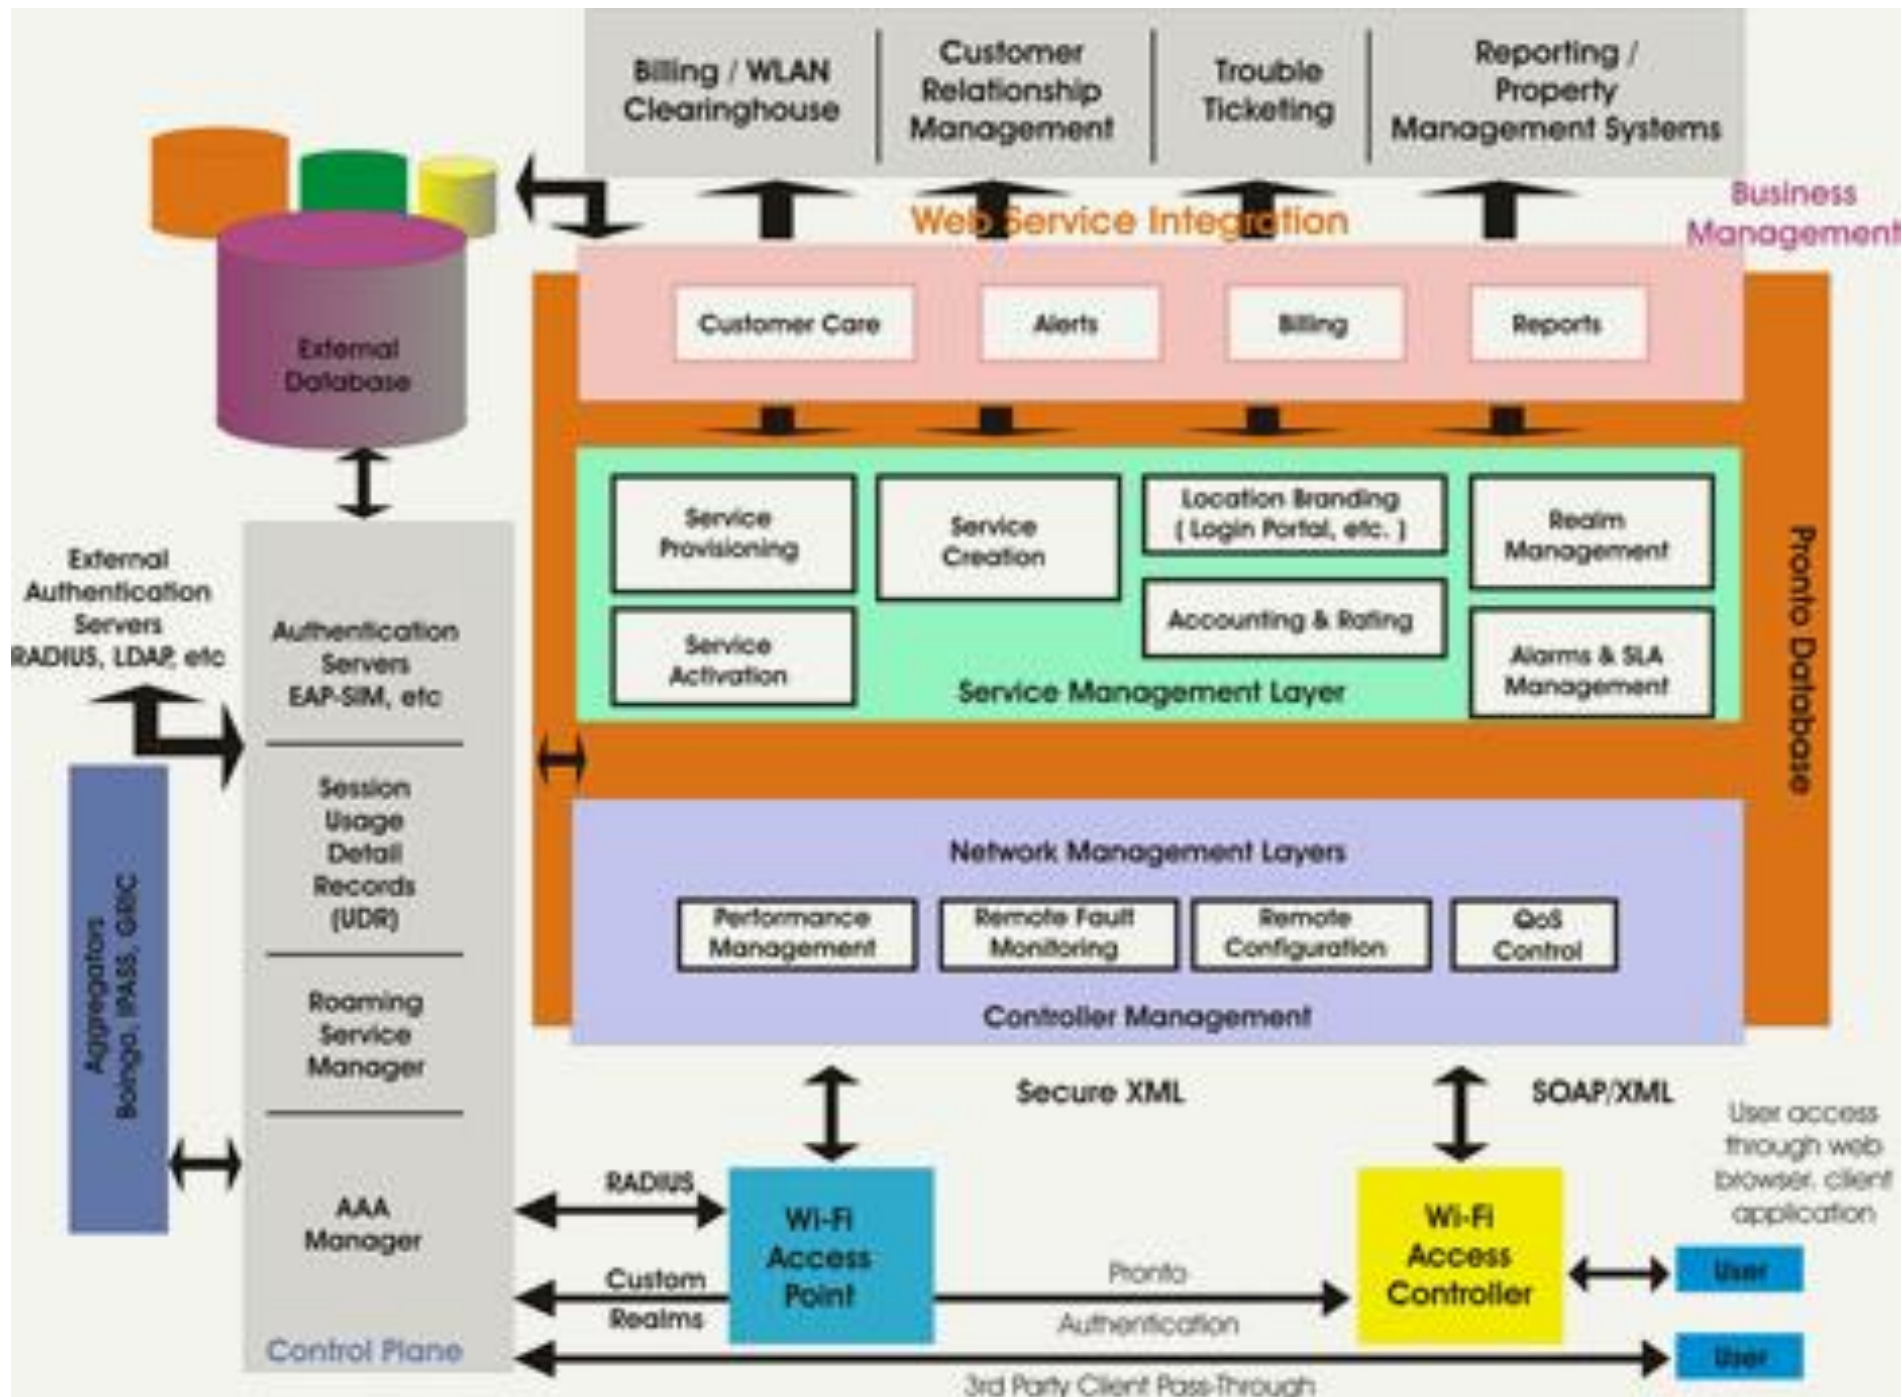 Billing / WLAN
Clearinghouse
Customer
Relationship
Management
Trouble
Ticketing
Reporting /
Property
Management Systems
Web Service Integration
Business
Management
Customer Care
Alerts
Billing
Reports
External
Database
Service
Provisioning
Service
Creation
Location Branding
( Login Portal, etc. )
Realm
Management
Service
Activation
Accounting & Rating
Alarms & SLA
Management
Service Management Layer
Pronto Database
External
Authentication
Servers
RADIUS, LDAP, etc
Authentication
Servers
EAP-SIM, etc
Session
Usage
Detail
Records
(UDR)
Roaming
Service
Manager
AAA
Manager
Control Plane
Aggregators
Boingo, IPASS, GRIC
Network Management Layers
Performance
Management
Remote Fault
Monitoring
Remote
Configuration
QoS
Control
Controller Management
Secure XML
SOAP/XML
User access
through web
browser, client
application
RADIUS
Custom
Realms
Wi-Fi
Access
Point
Pronto
Authentication
Wi-Fi
Access
Controller
User
User
3rd Party Client Pass-Through